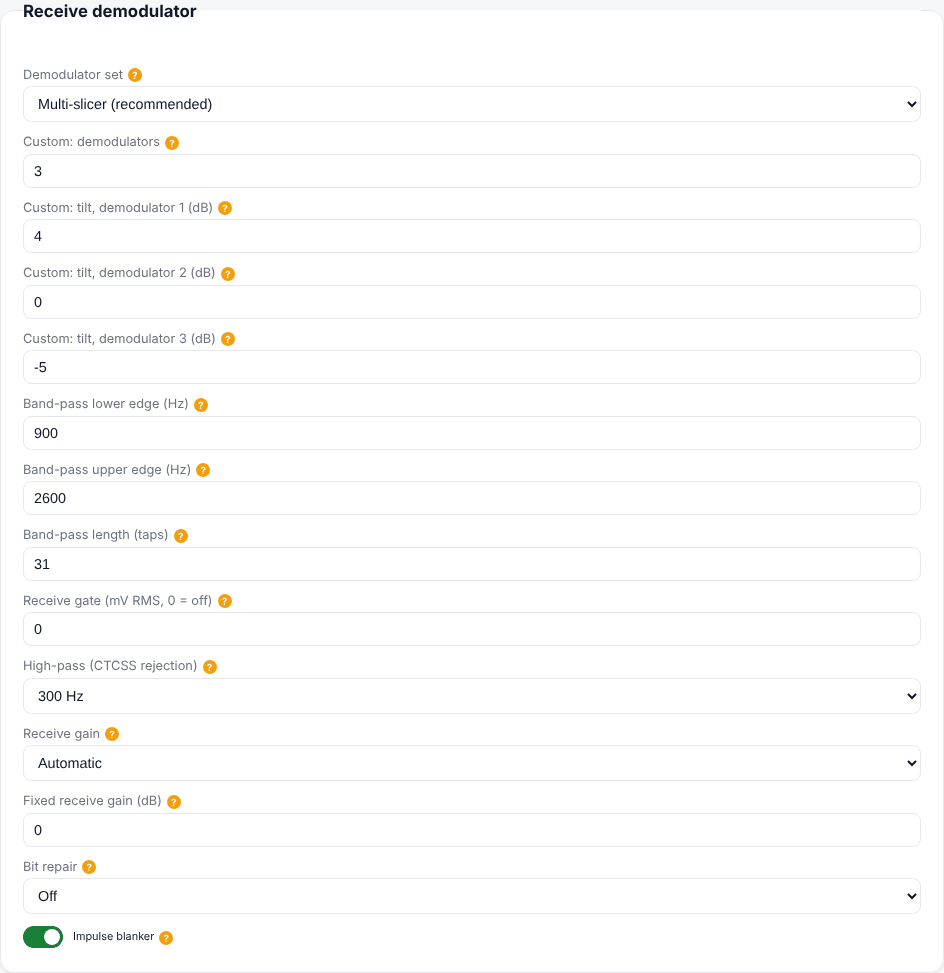 Receive demodulator
Demodulator set ?
Multi-slicer (recommended)
Custom: demodulators ?
3
Custom: tilt, demodulator 1 (dB) ?
4
Custom: tilt, demodulator 2 (dB) ?
0
Custom: tilt, demodulator 3 (dB) ?
-5
Band-pass lower edge (Hz) ?
900
Band-pass upper edge (Hz) ?
2600
Band-pass length (taps) ?
31
Receive gate (mV RMS, 0 = off) ?
0
High-pass (CTCSS rejection) ?
300 Hz
Receive gain ?
Automatic
Fixed receive gain (dB) ?
0
Bit repair ?
Off
Impulse blanker ?